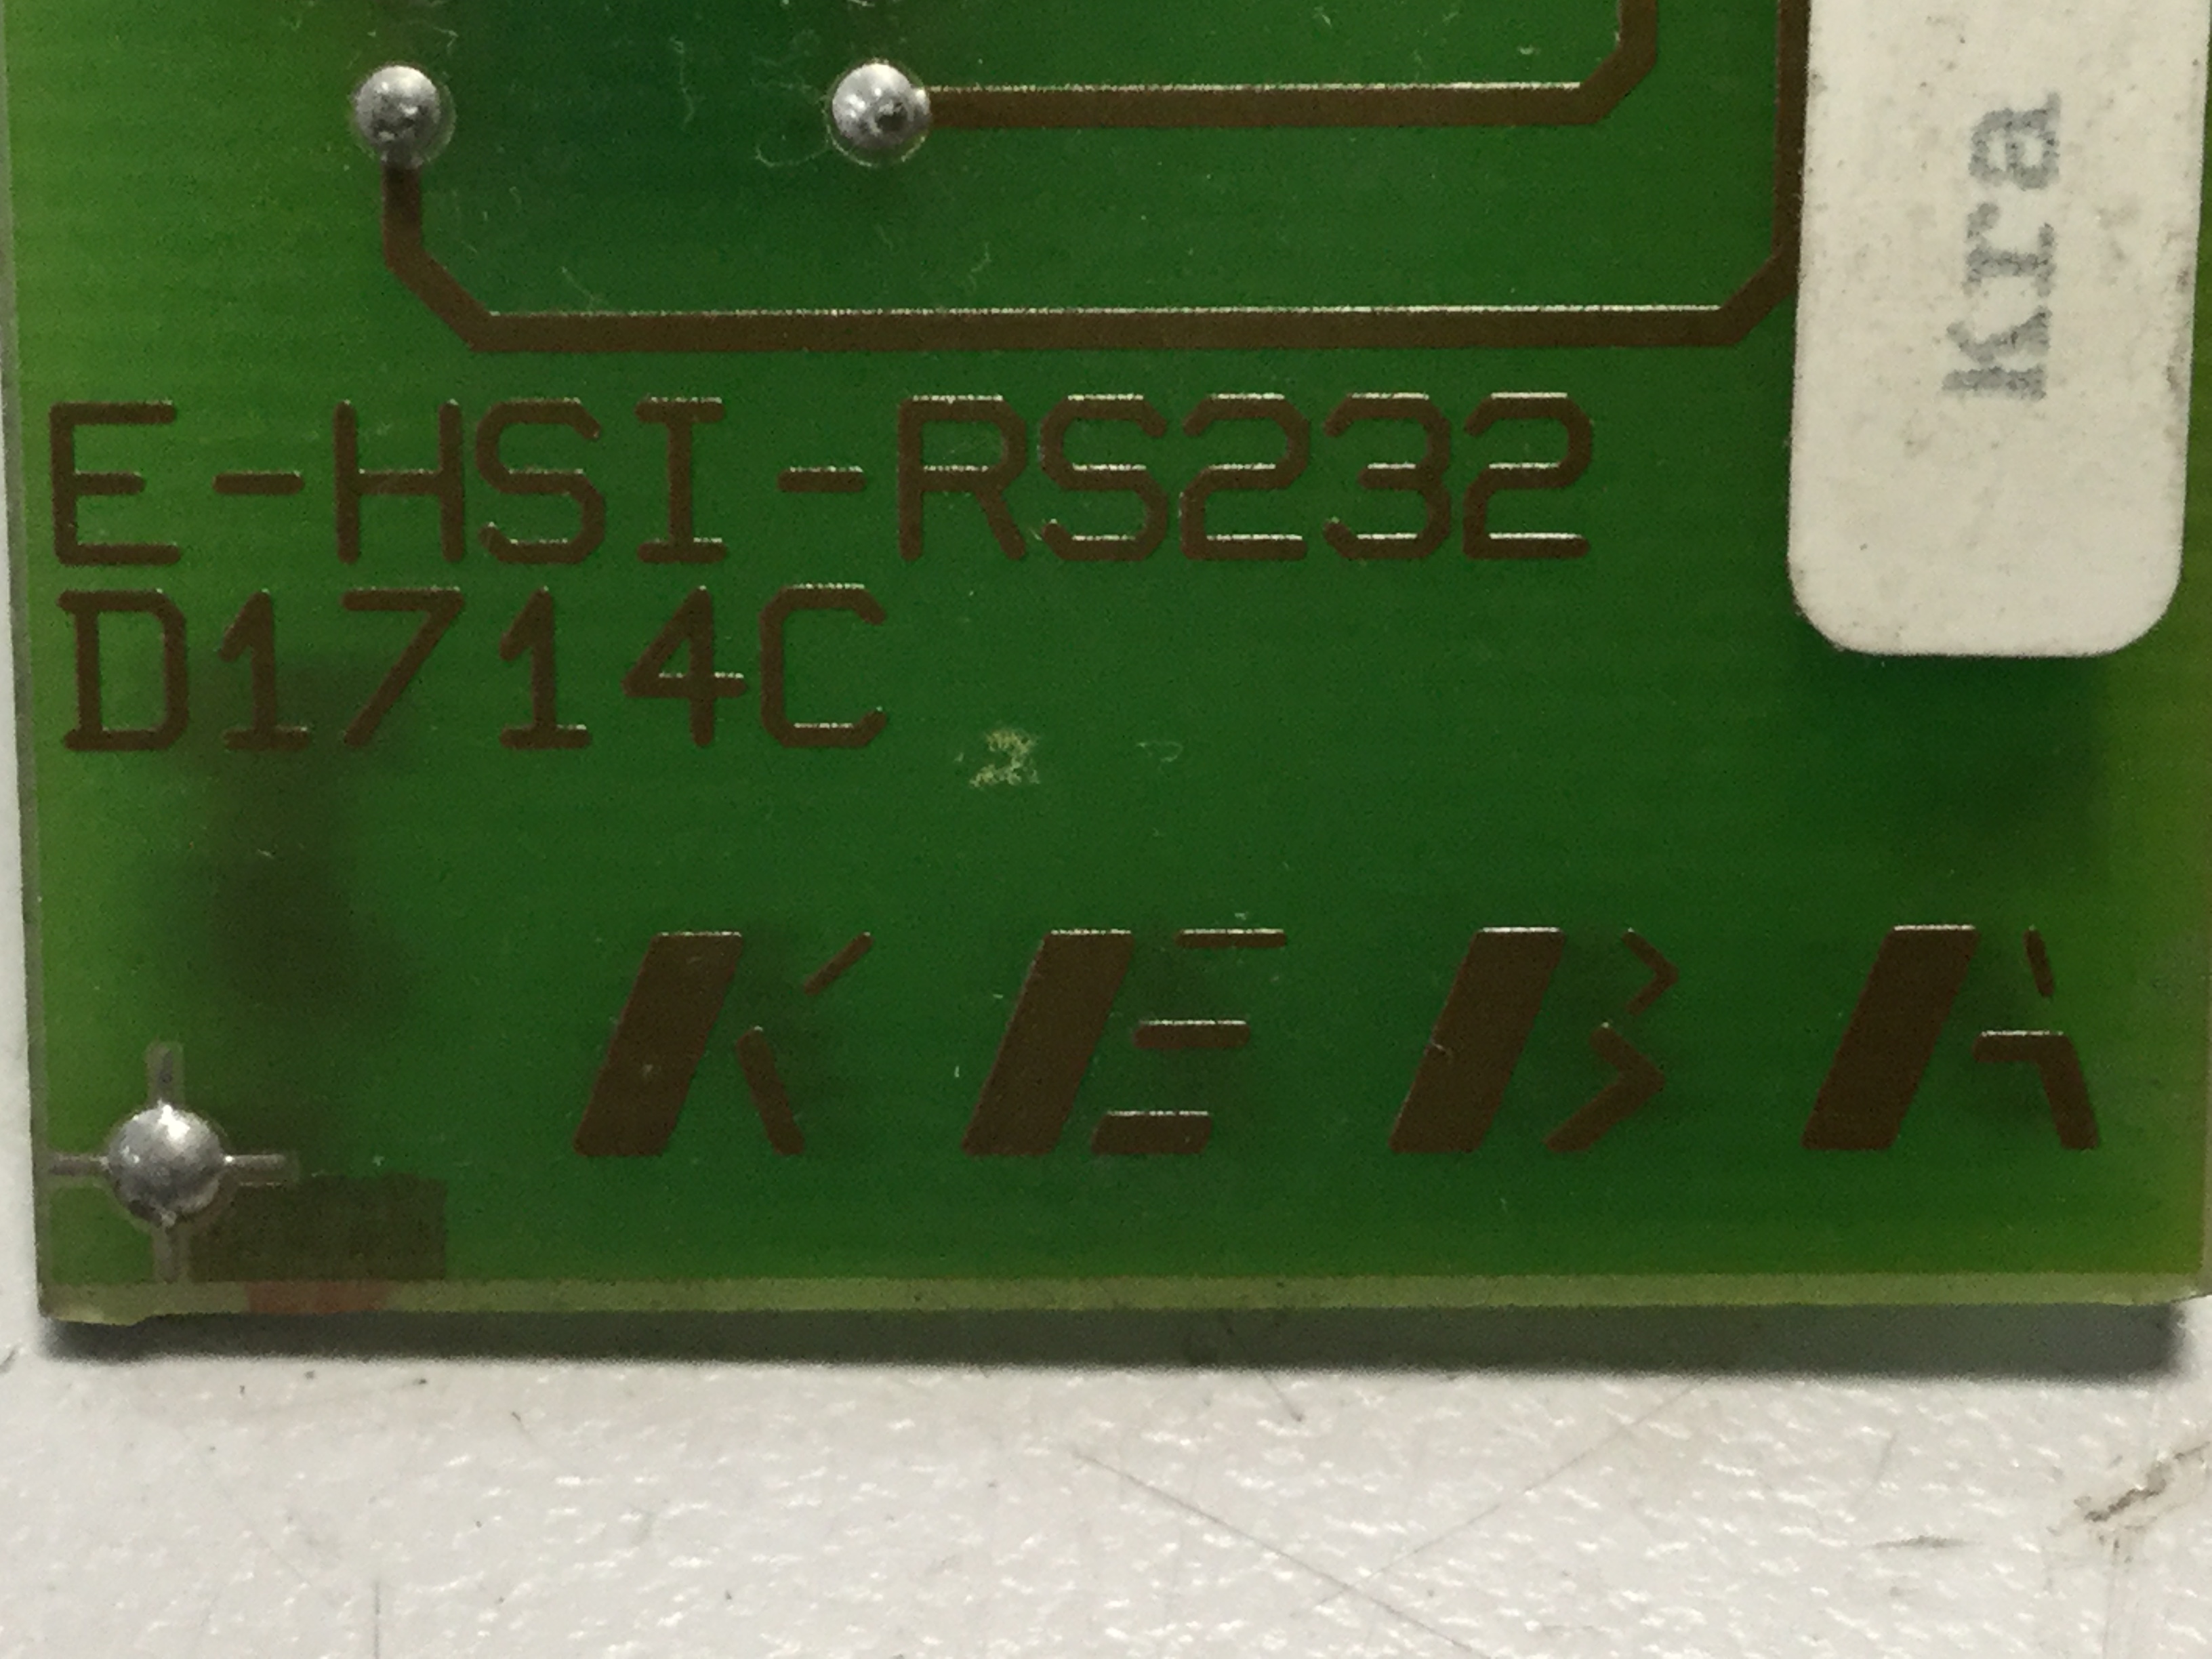 Kra
E-HSI-RS232
D1714C
KEBA